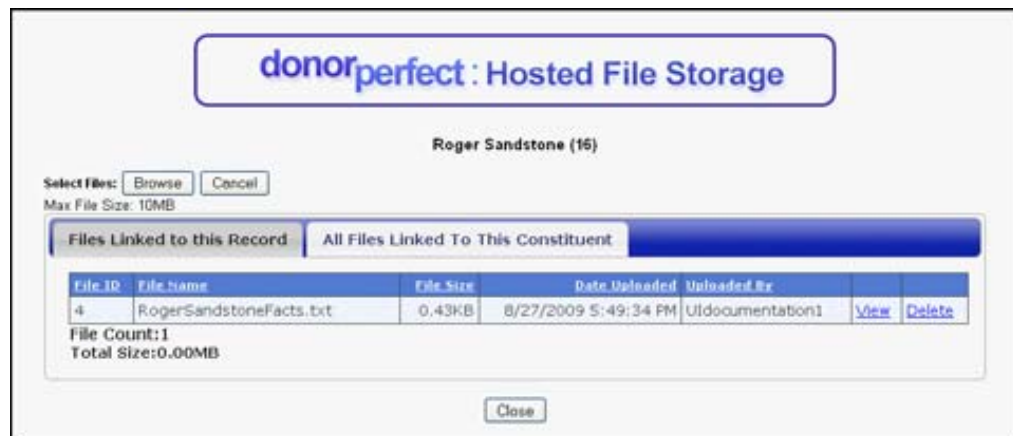 donorperfect : Hosted File Storage
Roger Sandstone (16)
Select Files: Browse Cancel
Max File Size: 10MB
Files Linked to this Record All Files Linked To This Constituent
File ID File Name File Size Date Uploaded Uploaded By
4 RogerSandstoneFacts.txt 0.43KB 8/27/2009 5:49:34 PM UIdocumentation1 View Delete
File Count:1
Total Size:0.00MB
Close